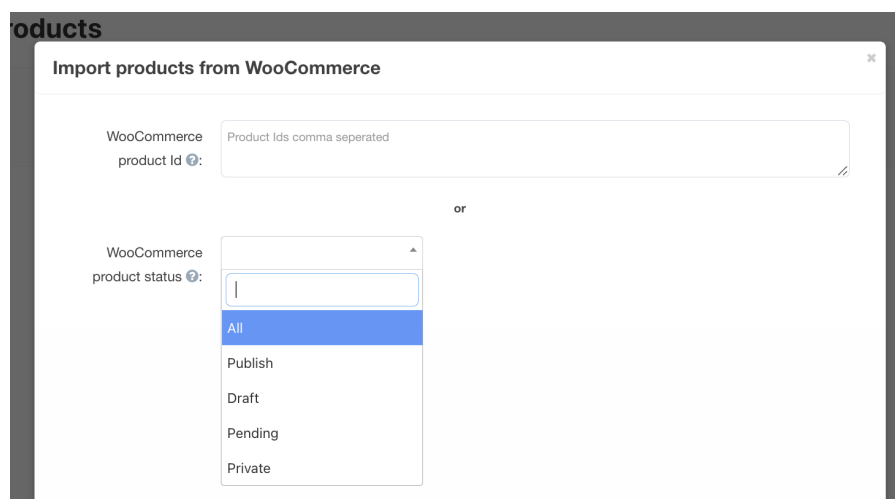 roducts
Import products from WooCommerce
×
WooCommerce
product Id ?:
Product Ids comma seperated
or
WooCommerce
product status ?:
All
Publish
Draft
Pending
Private